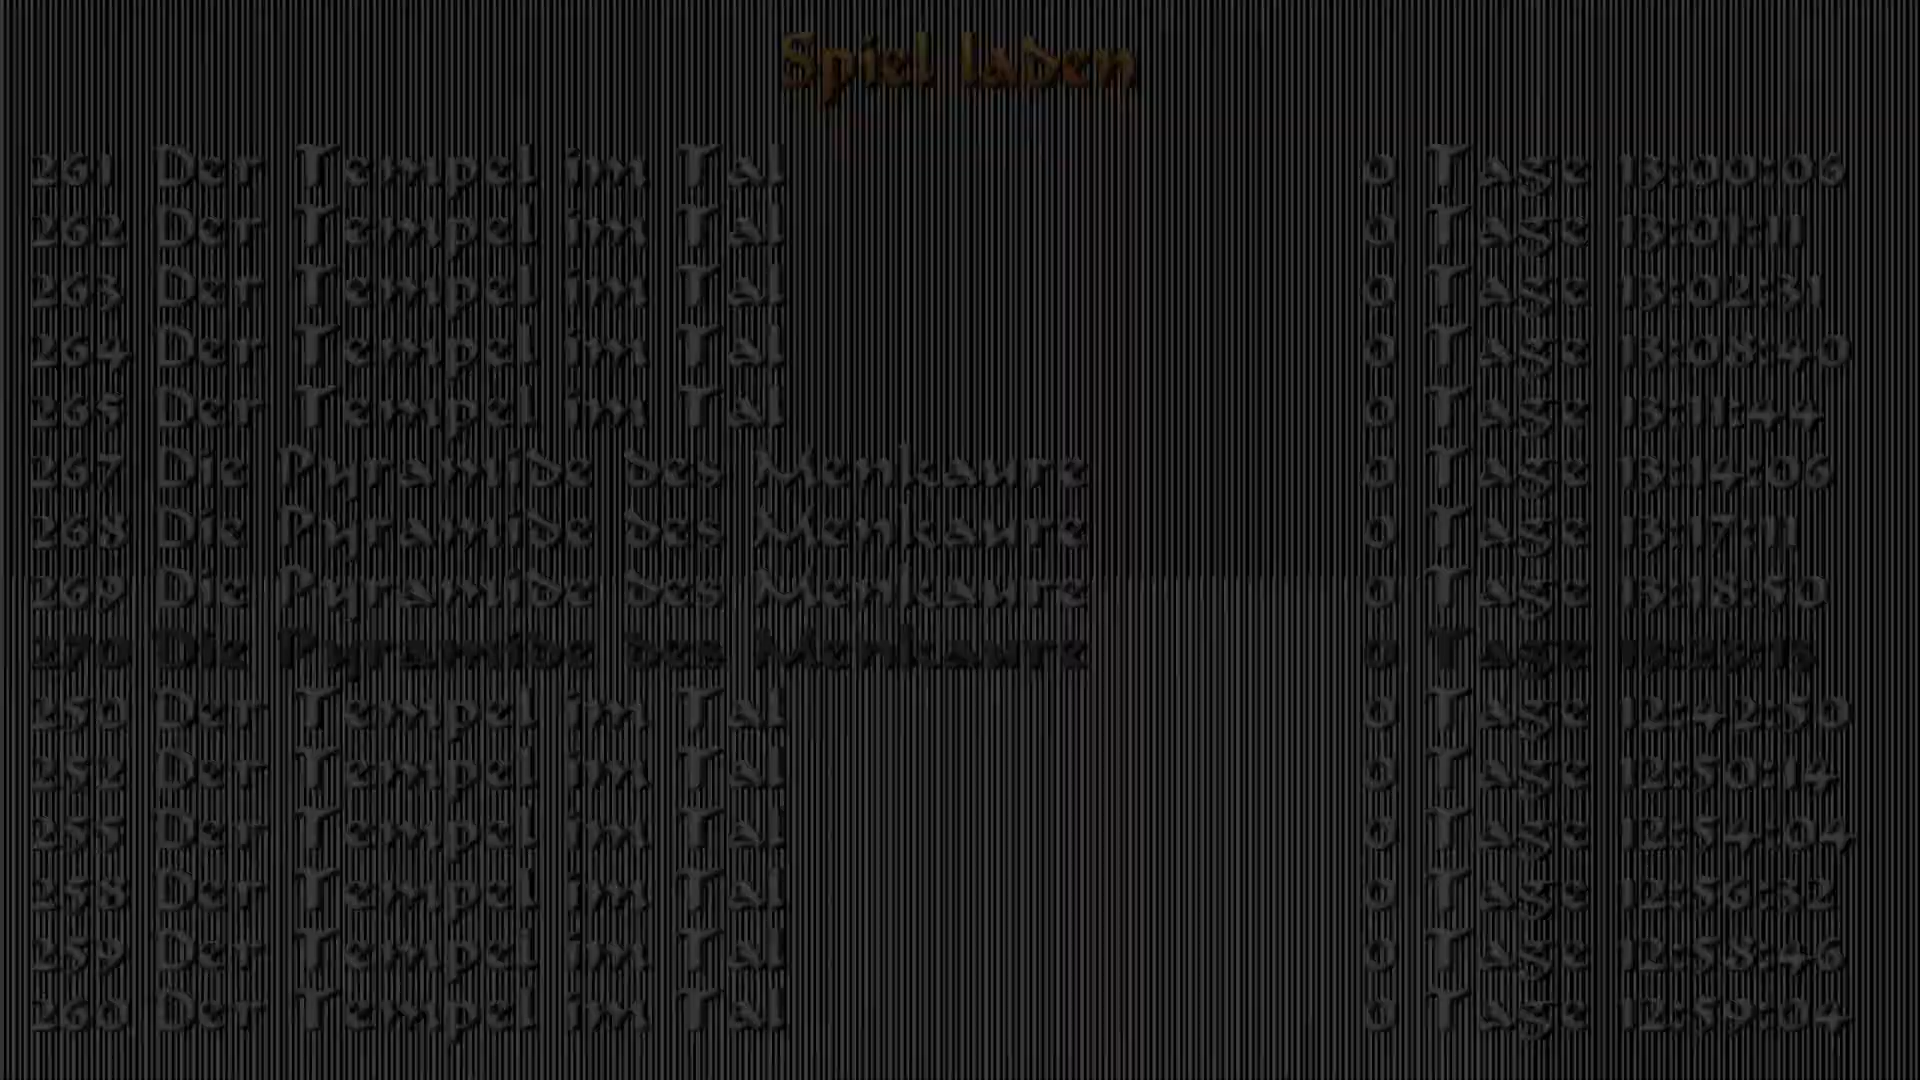 Spiel laden
261 Der Tempel im Tal 0 Tage 13:00:06
262 Der Tempel im Tal 0 Tage 13:01:11
263 Der Tempel im Tal 0 Tage 13:02:31
264 Der Tempel im Tal 0 Tage 13:08:40
265 Der Tempel im Tal 0 Tage 13:11:44
267 Die Pyramide des Menkaure 0 Tage 13:14:06
268 Die Pyramide des Menkaure 0 Tage 13:17:11
269 Die Pyramide des Menkaure 0 Tage 13:18:50
270 Die Pyramide des Menkaure 0 Tage
250 Der Tempel im Tal 0 Tage 12:42:50
252 Der Tempel im Tal 0 Tage 12:50:14
255 Der Tempel im Tal 0 Tage 12:54:04
258 Der Tempel im Tal 0 Tage 12:56:32
259 Der Tempel im Tal 0 Tage 12:58:46
260 Der Tempel im Tal 0 Tage 12:59:04